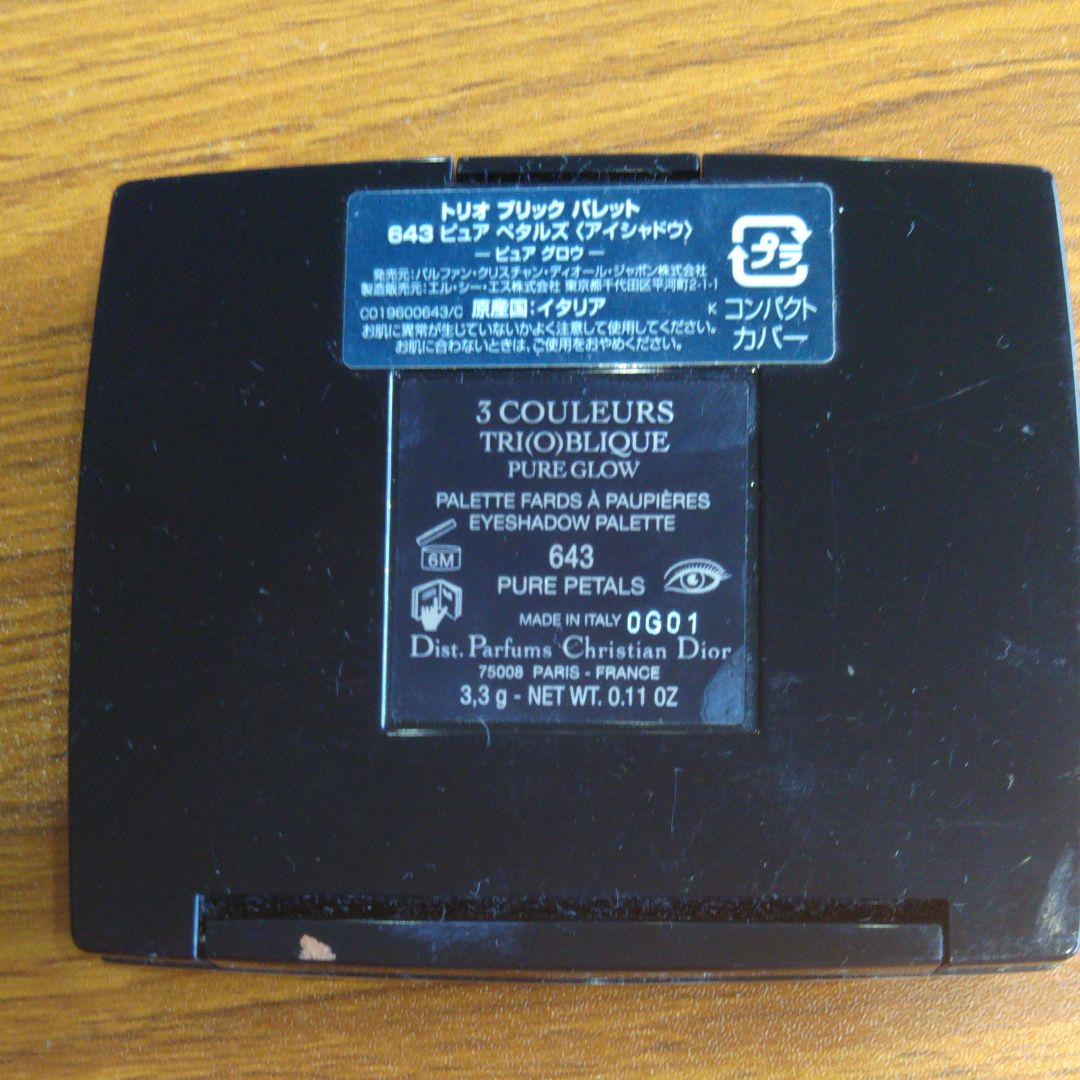 トリオ ブリック パレット
643 ピュア ペタルズ〈アイシャドウ〉
― ピュア グロウ ―
発売元:パルファン・クリスチャン・ディオール・ジャポン株式会社
製造販売元:エル・シー・エス株式会社 東京都千代田区平河町2-1-1
C019600643/C 原産国:イタリア K
お肌に異常が生じていないかよく注意して使用してください。
お肌に合わないときは、ご使用をおやめください。
プラ
コンパクト
カバー
3 COULEURS
TRI(O)BLIQUE
PURE GLOW
PALETTE FARDS À PAUPIÈRES
EYESHADOW PALETTE
6M
643
PURE PETALS
MADE IN ITALY 0G01
Dist. Parfums Christian Dior
75008 PARIS - FRANCE
3,3 g - NET WT. 0.11 OZ